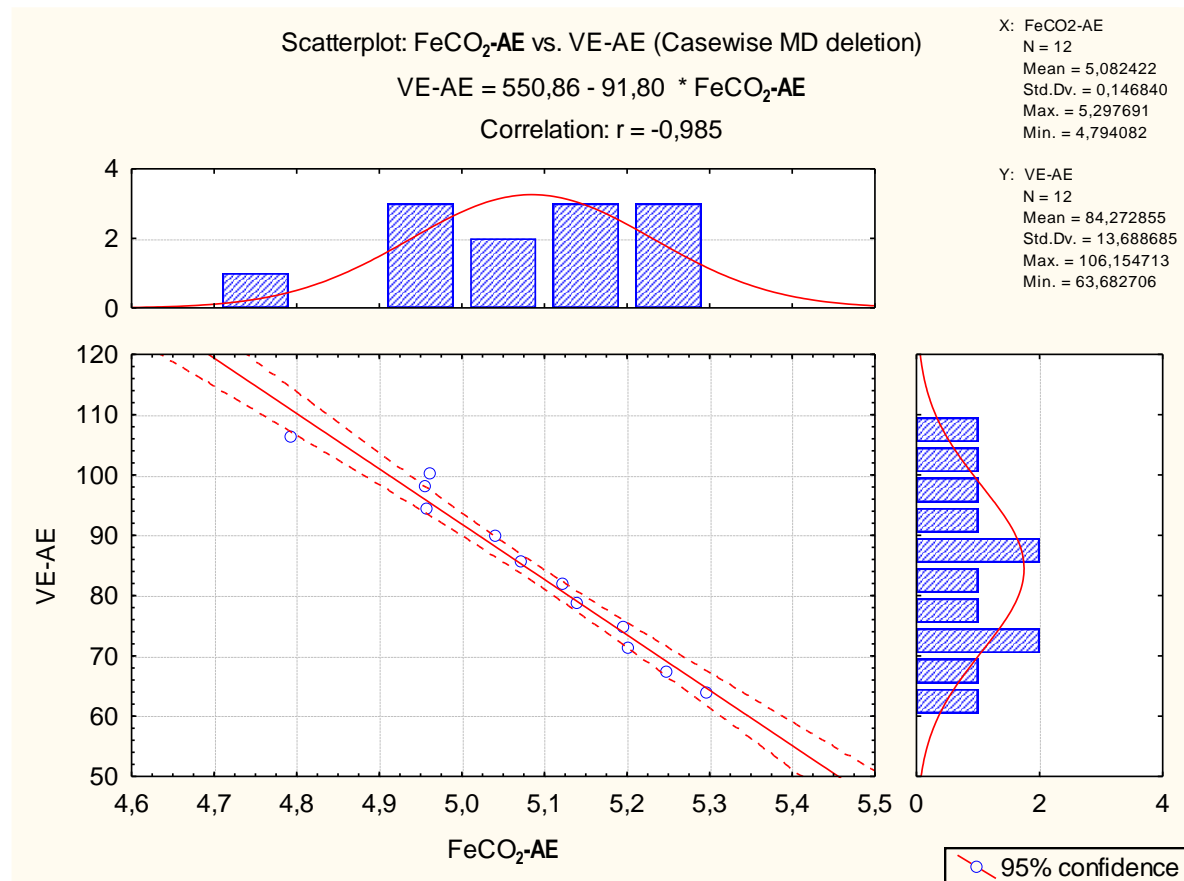 Scatterplot: FeCO₂-AE vs. VE-AE (Casewise MD deletion)
VE-AE = 550,86 - 91,80 * FeCO₂-AE
Correlation: r = -0,985
X: FeCO2-AE
N = 12
Mean = 5,082422
Std.Dv. = 0,146840
Max. = 5,297691
Min. = 4,794082
Y: VE-AE
N = 12
Mean = 84,272855
Std.Dv. = 13,688685
Max. = 106,154713
Min. = 63,682706
4
2
0
120
110
100
90
80
70
60
50
VE-AE
4,6 4,7 4,8 4,9 5,0 5,1 5,2 5,3 5,4 5,5
FeCO₂-AE
0 2 4
95% confidence